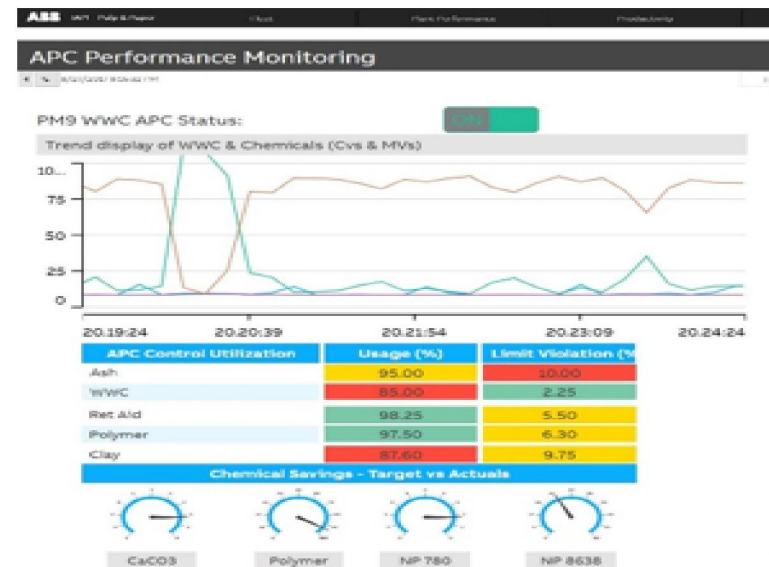 ABB
APC Performance Monitoring
PM9 WWC APC Status:
ON
Trend display of WWC & Chemicals (Cvs & MVs)
10...
75
50
25
0
20.19:24 20.20:39 20.21:54 20.23:09 20.24:24
APC Control Utilization Usage (%) Limit Violation (%
Ash 95.00 10.00
WWC 85.00 2.25
Ret Aid 98.25 5.50
Polymer 97.50 6.30
Clay 87.60 9.75
Chemical Savings - Target vs Actuals
CaCO3 Polymer NP 780 NP 8638